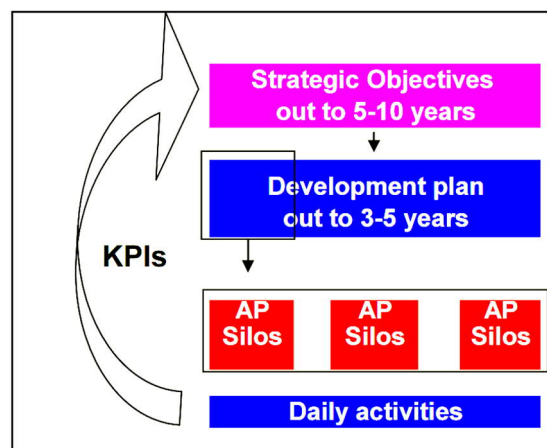 Strategic Objectives
out to 5-10 years
Development plan
out to 3-5 years
KPIs
AP
Silos
AP
Silos
AP
Silos
Daily activities